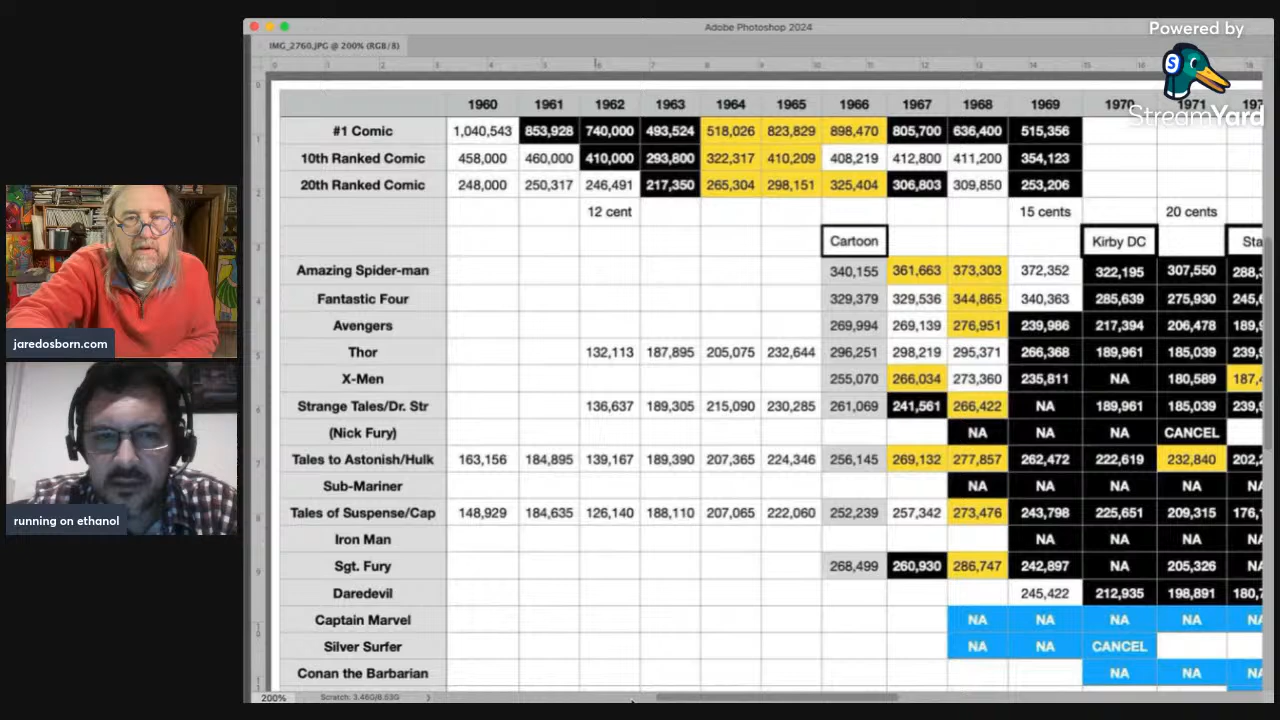 Adobe Photoshop 2024
Powered by
StreamYard
IMG_2760.JPG @ 200% (RGB/8)
1960 1961 1962 1963 1964 1965 1966 1967 1968 1969 1970 1971
#1 Comic 1,040,543 853,928 740,000 493,524 518,026 823,829 898,470 805,700 636,400 515,356
10th Ranked Comic 458,000 460,000 410,000 293,800 322,317 410,209 408,219 412,800 411,200 354,123
20th Ranked Comic 248,000 250,317 246,491 217,350 265,304 298,151 325,404 306,803 309,850 253,206
12 cent 15 cents 20 cents
Cartoon Kirby DC Sta
Amazing Spider-man 340,155 361,663 373,303 372,352 322,195 307,550 288,
Fantastic Four 329,379 329,536 344,865 340,363 285,639 275,930 245,
Avengers 269,994 269,139 276,951 239,986 217,394 206,478 189,
Thor 132,113 187,895 205,075 232,644 296,251 298,219 295,371 266,368 189,961 185,039 239,
X-Men 255,070 266,034 273,360 235,811 NA 180,589 187,
Strange Tales/Dr. Str 136,637 189,305 215,090 230,285 261,069 241,561 266,422 NA 189,961 185,039 239,
(Nick Fury) NA NA NA CANCEL
Tales to Astonish/Hulk 163,156 184,895 139,167 189,390 207,365 224,346 256,145 269,132 277,857 262,472 222,619 232,840 202,
Sub-Mariner NA NA NA NA NA
Tales of Suspense/Cap 148,929 184,635 126,140 188,110 207,065 222,060 252,239 257,342 273,476 243,798 225,651 209,315 176,
Iron Man NA NA NA NA
Sgt. Fury 268,499 260,930 286,747 242,897 NA 205,326 NA
Daredevil 245,422 212,935 198,891 180,
Captain Marvel NA NA NA NA NA
Silver Surfer NA NA CANCEL
Conan the Barbarian NA NA NA
200% Scratch:
jaredosborn.com
running on ethanol